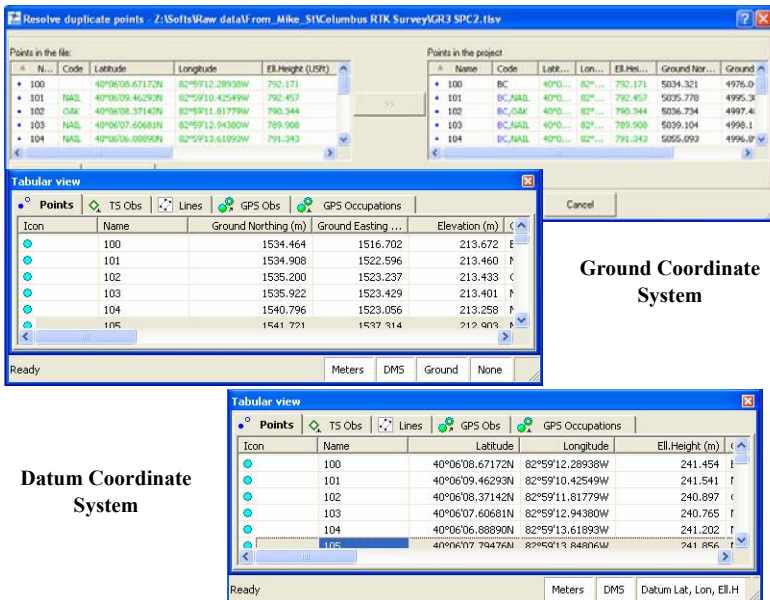 Resolve duplicate points - Z:\Softs\Raw data\From_Mike_St\Columbus RTK Survey\GR3 SPC2.tlsv
Points in the file:
N... Code Latitude Longitude Ell.Height (USft)
100 40°06'08.67172N 82°59'12.28938W 792.171
101 NAIL 40°06'09.46293N 82°59'10.42549W 792.457
102 OAK 40°06'08.37142N 82°59'11.81779W 790.344
103 NAIL 40°06'07.60681N 82°59'12.94380W 789.908
104 NAIL 40°06'06.88890N 82°59'13.61893W 791.343
>>
Points in the project
Name Code Latit... Lon... Ell.Hei... Ground Nor... Ground
100 BC 40°0... 82°... 792.171 5034.321 4976.0
101 BC,NAIL 40°0... 82°... 792.457 5035.778 4995.3
102 BC,OAK 40°0... 82°... 790.344 5036.734 4997.4
103 BC,NAIL 40°0... 82°... 789.908 5039.104 4998.1
104 BC,NAIL 40°0... 82°... 791.343 5055.093 4996.8
Cancel
Tabular view
Points TS Obs Lines GPS Obs GPS Occupations
Icon Name Ground Northing (m) Ground Easting ... Elevation (m)
100 1534.464 1516.702 213.672
101 1534.908 1522.596 213.460
102 1535.200 1523.237 213.433
103 1535.922 1523.429 213.401
104 1540.796 1523.056 213.258
105 1541.721 1537.314 212.903
Ready Meters DMS Ground None
Ground Coordinate
System
Tabular view
Points TS Obs Lines GPS Obs GPS Occupations
Icon Name Latitude Longitude Ell.Height (m)
100 40°06'08.67172N 82°59'12.28938W 241.454
101 40°06'09.46293N 82°59'10.42549W 241.541
102 40°06'08.37142N 82°59'11.81779W 240.897
103 40°06'07.60681N 82°59'12.94380W 240.765
104 40°06'06.88890N 82°59'13.61893W 241.202
105 40°06'07.79476N 82°59'13.84806W 241.856
Ready Meters DMS Datum Lat, Lon, Ell.H
Datum Coordinate
System